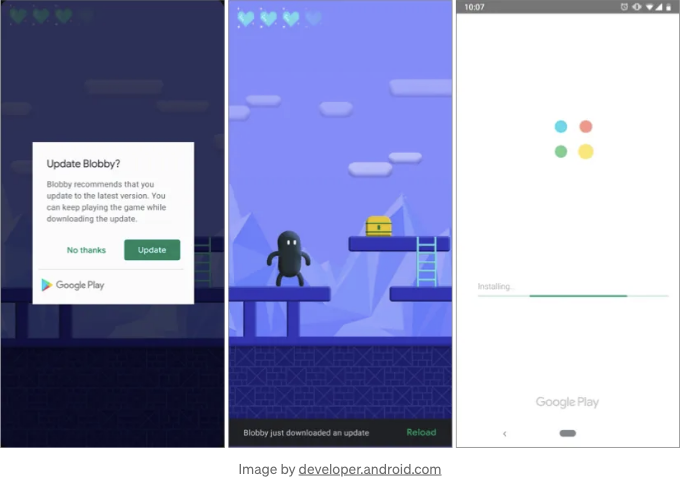 Update Blobby?
Blobby recommends that you
update to the latest version. You
can keep playing the game while
downloading the update.
No thanks
Update
Google Play
Blobby just downloaded an update
Reload
10:07
Installing...
Google Play
Image by developer.android.com